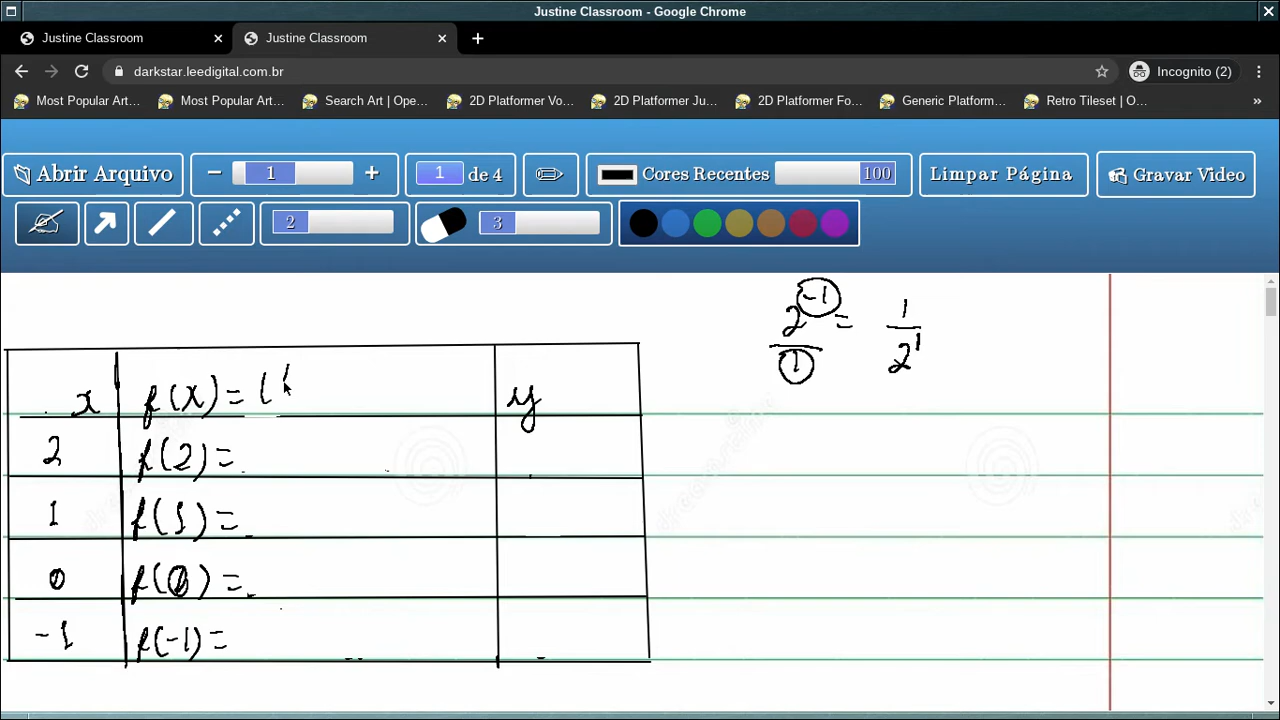 Justine Classroom - Google Chrome
Justine Classroom
Justine Classroom
darkstar.leedigital.com.br
Incognito (2)
Most Popular Art…
Most Popular Art…
Search Art | Ope…
2D Platformer Vo…
2D Platformer Ju…
2D Platformer Fo…
Generic Platform…
Retro Tileset | O…
»
Abrir Arquivo
− 1 +
1 de 4
Cores Recentes 100
Limpar Página
Gravar Video
2
3
2^-1 / 1 = 1 / 2^1
x f(x) = ( y
2 f(2) =
1 f(1) =
0 f(0) =
-1 f(-1) =
dreamstime
dreamstime